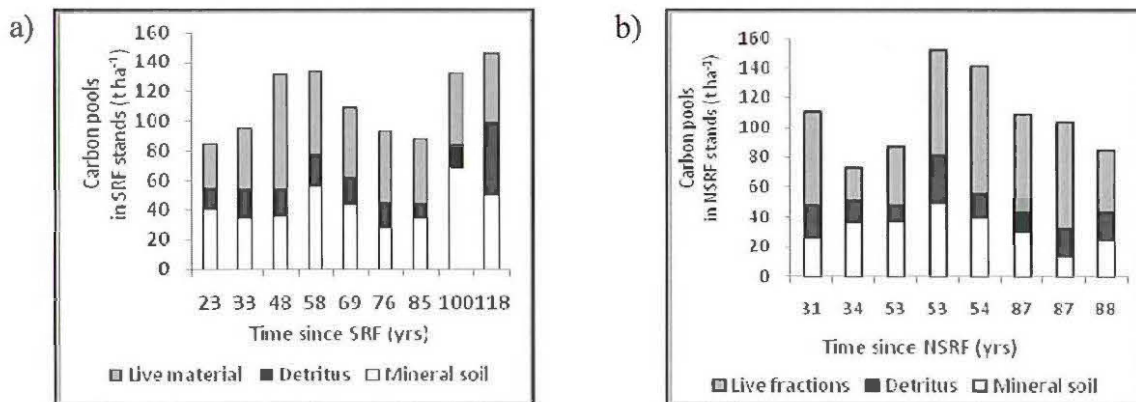 a)
Carbon pools
in SRF stands (t ha⁻¹)
160
140
120
100
80
60
40
20
0
23 33 48 58 69 76 85 100 118
Time since SRF (yrs)
Live material Detritus Mineral soil
b)
Carbon pools
in NSRF stands (t ha⁻¹)
160
140
120
100
80
60
40
20
0
31 34 53 53 54 87 87 88
Time since NSRF (yrs)
Live fractions Detritus Mineral soil